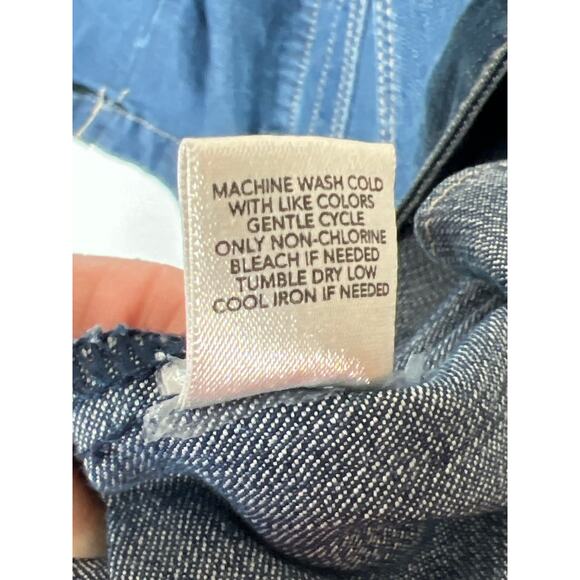 MACHINE WASH COLD
WITH LIKE COLORS
GENTLE CYCLE
ONLY NON-CHLORINE
BLEACH IF NEEDED
TUMBLE DRY LOW
COOL IRON IF NEEDED